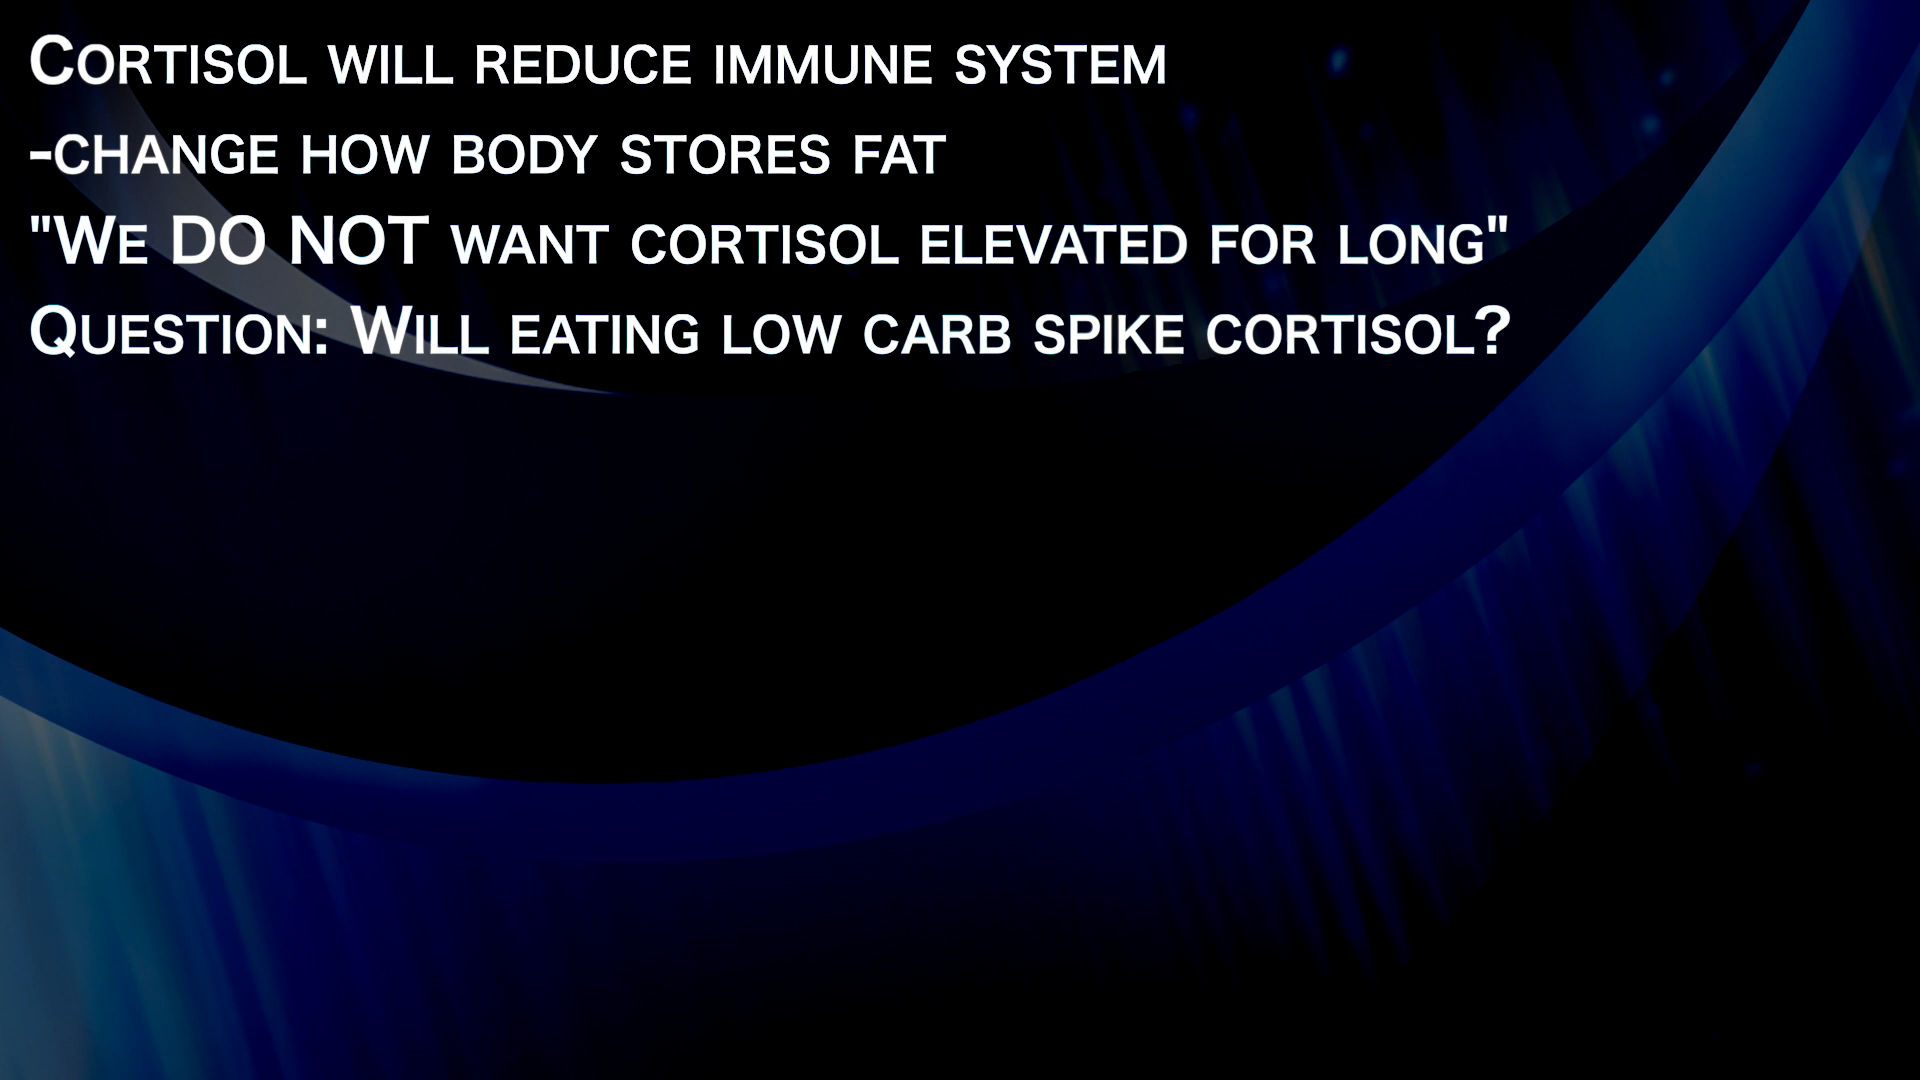 Cortisol will reduce immune system
-change how body stores fat
"We DO NOT want cortisol elevated for long"
Question: Will eating low carb spike cortisol?